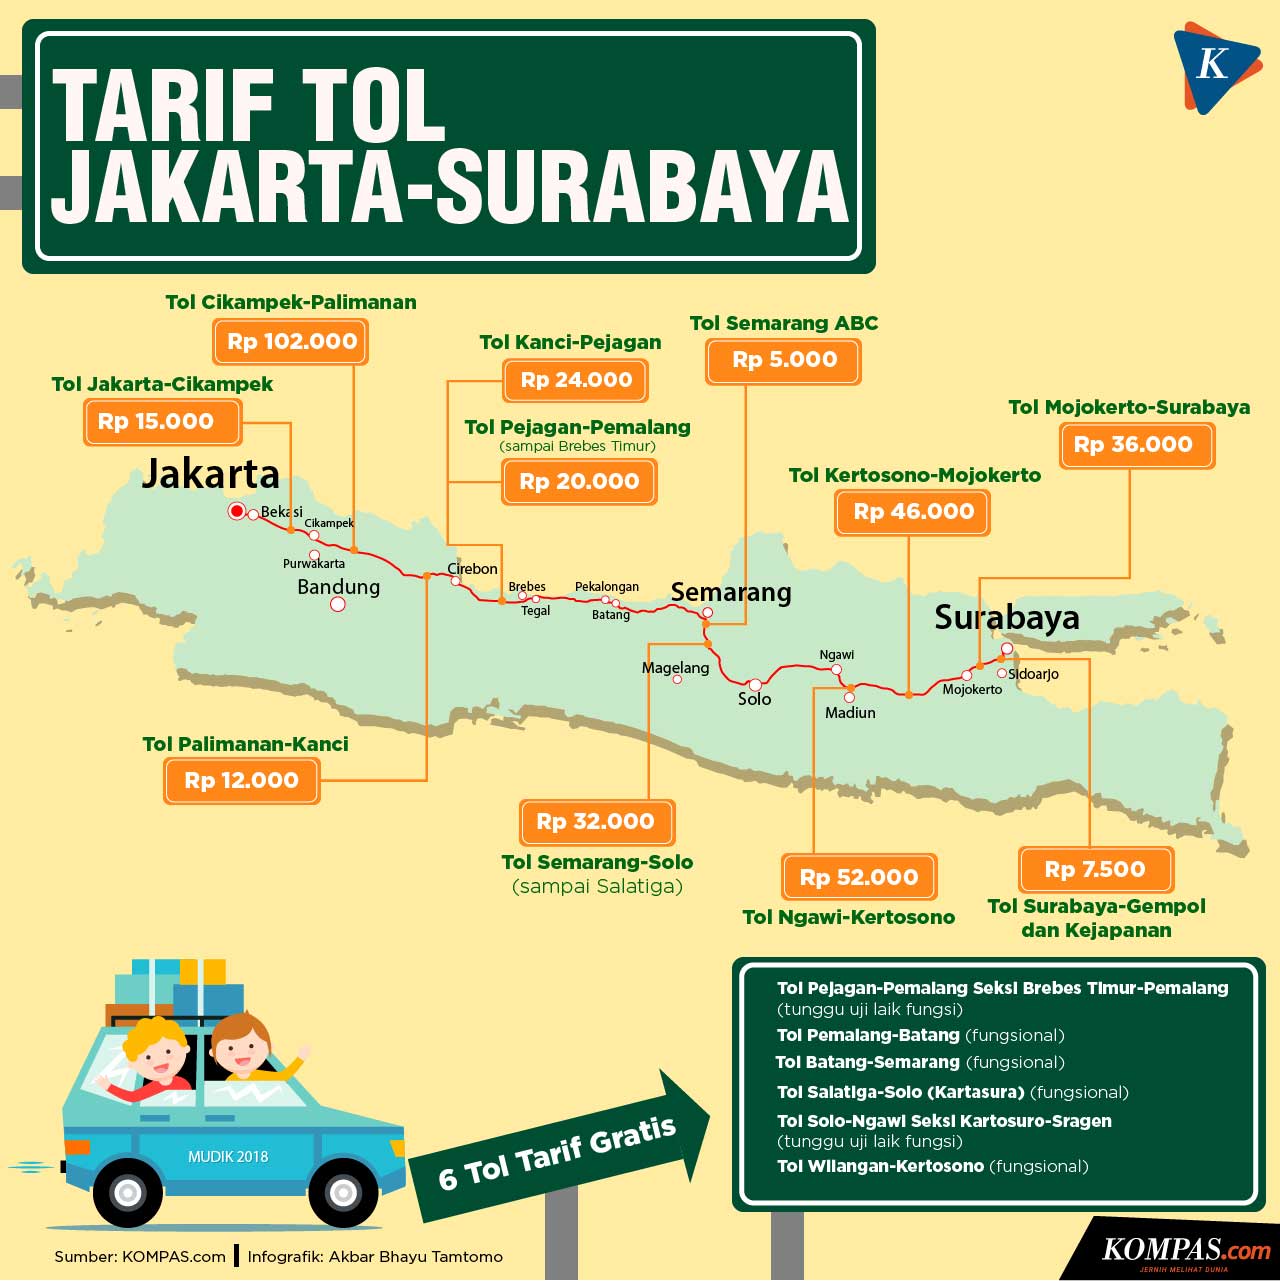 TARIF TOL
JAKARTA-SURABAYA
K
Tol Cikampek-Palimanan
Rp 102.000
Tol Jakarta-Cikampek
Rp 15.000
Tol Kanci-Pejagan
Rp 24.000
Tol Pejagan-Pemalang
(sampai Brebes Timur)
Rp 20.000
Tol Semarang ABC
Rp 5.000
Tol Mojokerto-Surabaya
Rp 36.000
Tol Kertosono-Mojokerto
Rp 46.000
Jakarta
Bekasi
Cikampek
Purwakarta
Bandung
Cirebon
Brebes
Tegal
Pekalongan
Batang
Semarang
Magelang
Solo
Ngawi
Madiun
Surabaya
Mojokerto
Sidoarjo
Tol Palimanan-Kanci
Rp 12.000
Rp 32.000
Tol Semarang-Solo
(sampai Salatiga)
Rp 52.000
Tol Ngawi-Kertosono
Rp 7.500
Tol Surabaya-Gempol
dan Kejapanan
MUDIK 2018
6 Tol Tarif Gratis
Tol Pejagan-Pemalang Seksi Brebes Timur-Pemalang
(tunggu uji laik fungsi)
Tol Pemalang-Batang (fungsional)
Tol Batang-Semarang (fungsional)
Tol Salatiga-Solo (Kartasura) (fungsional)
Tol Solo-Ngawi Seksi Kartosuro-Sragen
(tunggu uji laik fungsi)
Tol Wilangan-Kertosono (fungsional)
Sumber: KOMPAS.com | Infografik: Akbar Bhayu Tamtomo
KOMPAS.com
JERNIH MELIHAT DUNIA